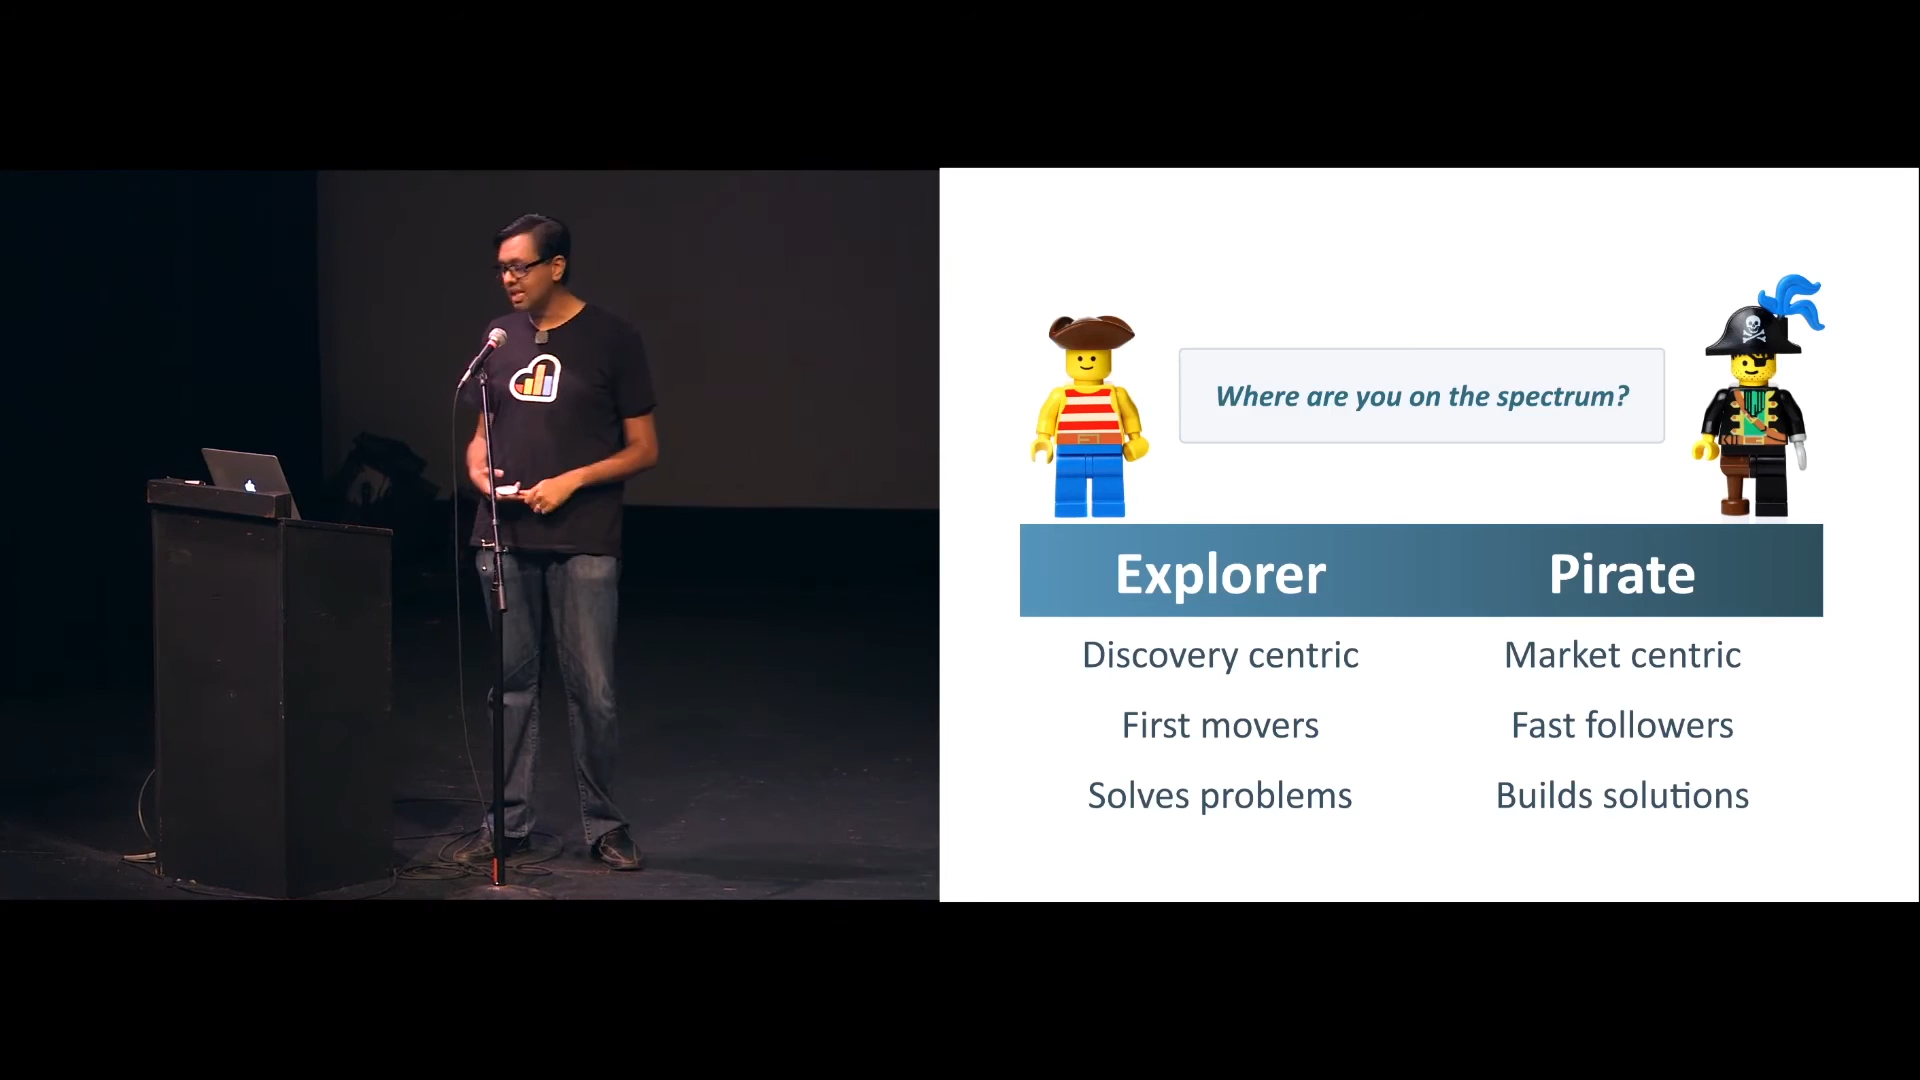 Where are you on the spectrum?
Explorer Pirate
Discovery centric Market centric
First movers Fast followers
Solves problems Builds solutions